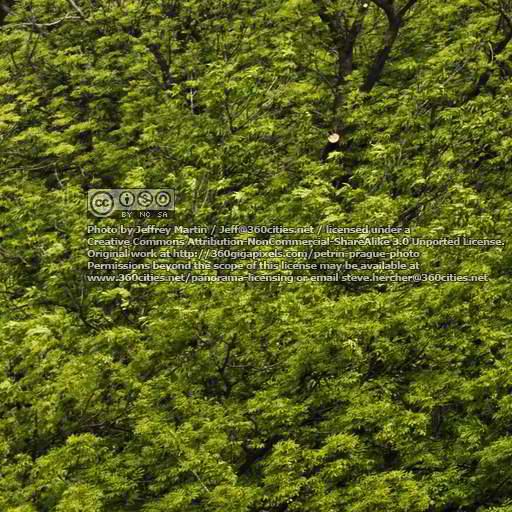 cc
BY NC SA
Photo by Jeffrey Martin / Jeff@360cities.net / licensed under a
Creative Commons Attribution-NonCommercial-ShareAlike 3.0 Unported License.
Original work at http://360gigapixels.com/petrin-prague-photo
Permissions beyond the scope of this license may be available at
www.360cities.net/panorama-licensing or email steve.hercher@360cities.net